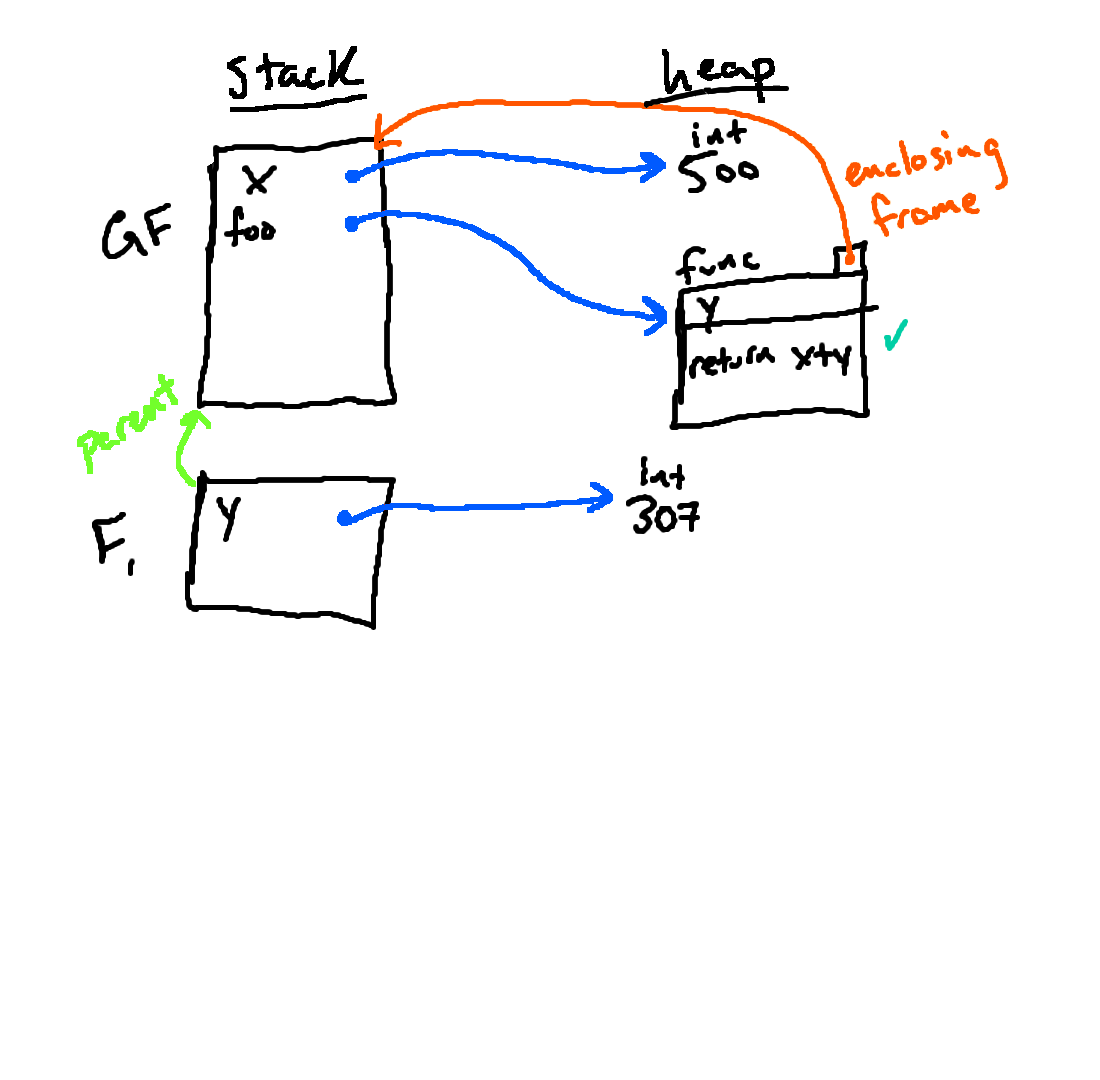 stack
heap
int
500
enclosing
frame
GF
x
foo
func
y
return x+y
parent
F1
y
int
307